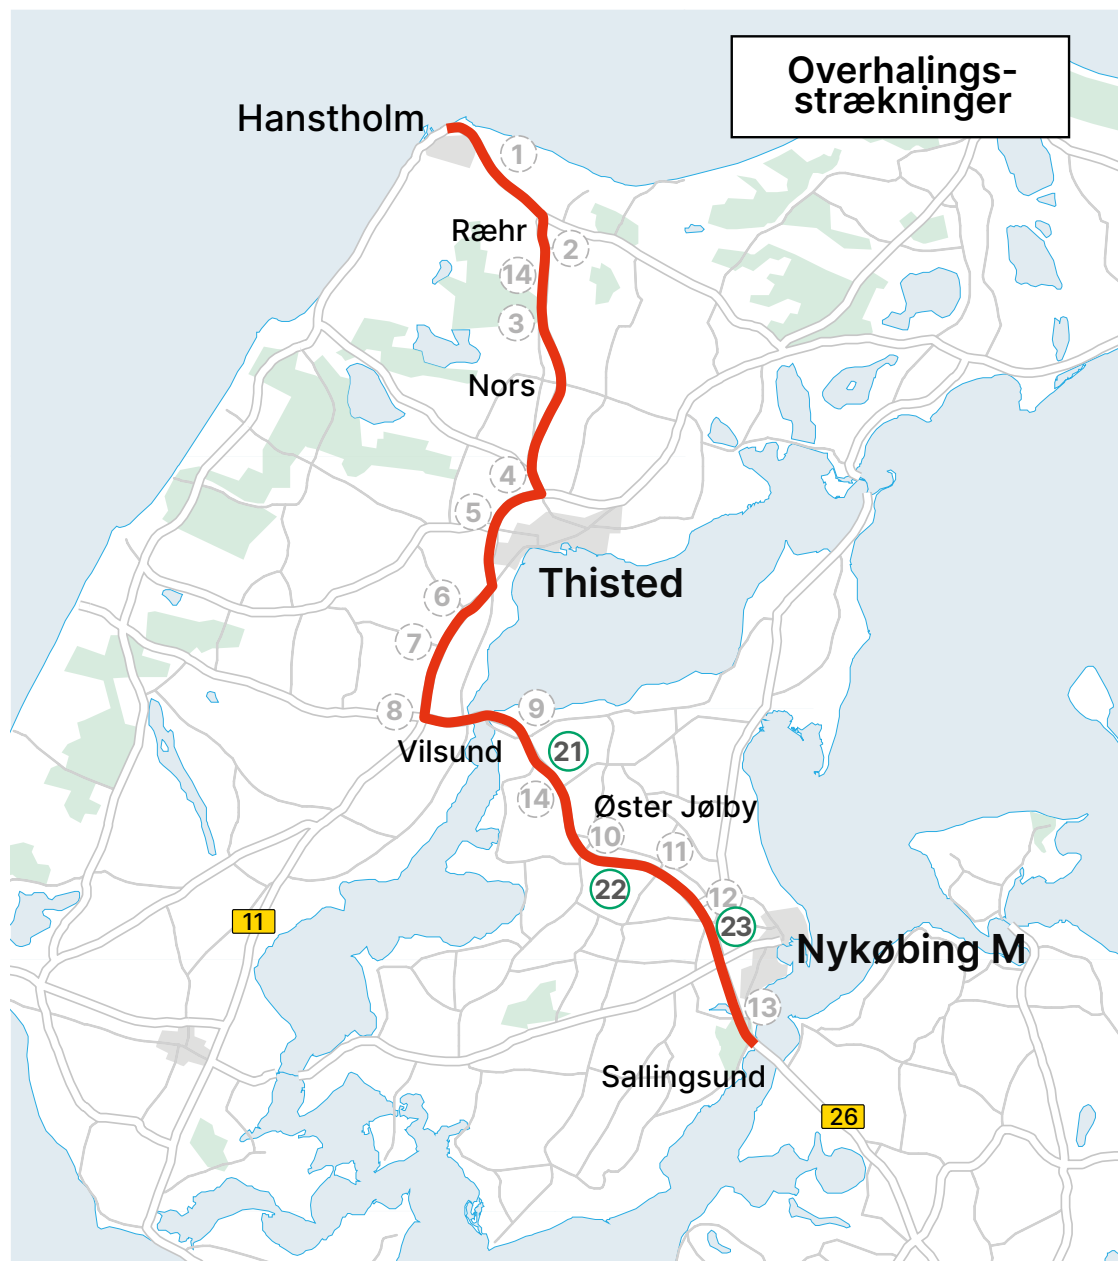 Overhalings-
strækninger
Hanstholm
1
Ræhr
2
14
3
Nors
4
5
Thisted
6
7
8
9
Vilsund
21
14
Øster Jølby
10
11
22
12
11
23
Nykøbing M
13
Sallingsund
26